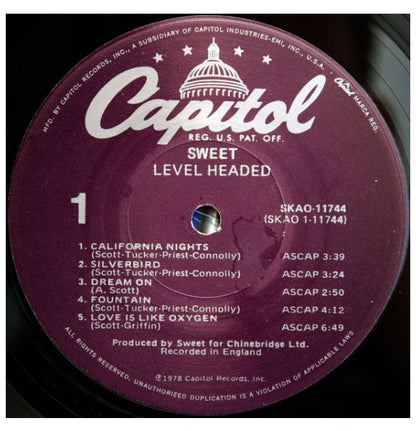 MFD. BY CAPITOL RECORDS, INC., A SUBSIDIARY OF CAPITOL INDUSTRIES-EMI, INC., U.S.A. · Capitol MARCA REG.
Capitol
REG. U.S. PAT. OFF.
SWEET
LEVEL HEADED
1
SKAO-11744
(SKAO 1-11744)
1. CALIFORNIA NIGHTS
(Scott-Tucker-Priest-Connolly) ASCAP 3:39
2. SILVERBIRD
(Scott-Tucker-Priest-Connolly) ASCAP 3:24
3. DREAM ON
(A. Scott) ASCAP 2:50
4. FOUNTAIN
(Scott-Tucker-Priest-Connolly) ASCAP 4:12
5. LOVE IS LIKE OXYGEN
(Scott-Griffin) ASCAP 6:49
Produced by Sweet for Chinebridge Ltd.
Recorded in England
ALL RIGHTS RESERVED. UNAUTHORIZED DUPLICATION IS A VIOLATION OF APPLICABLE LAWS
℗1978 Capitol Records, Inc.